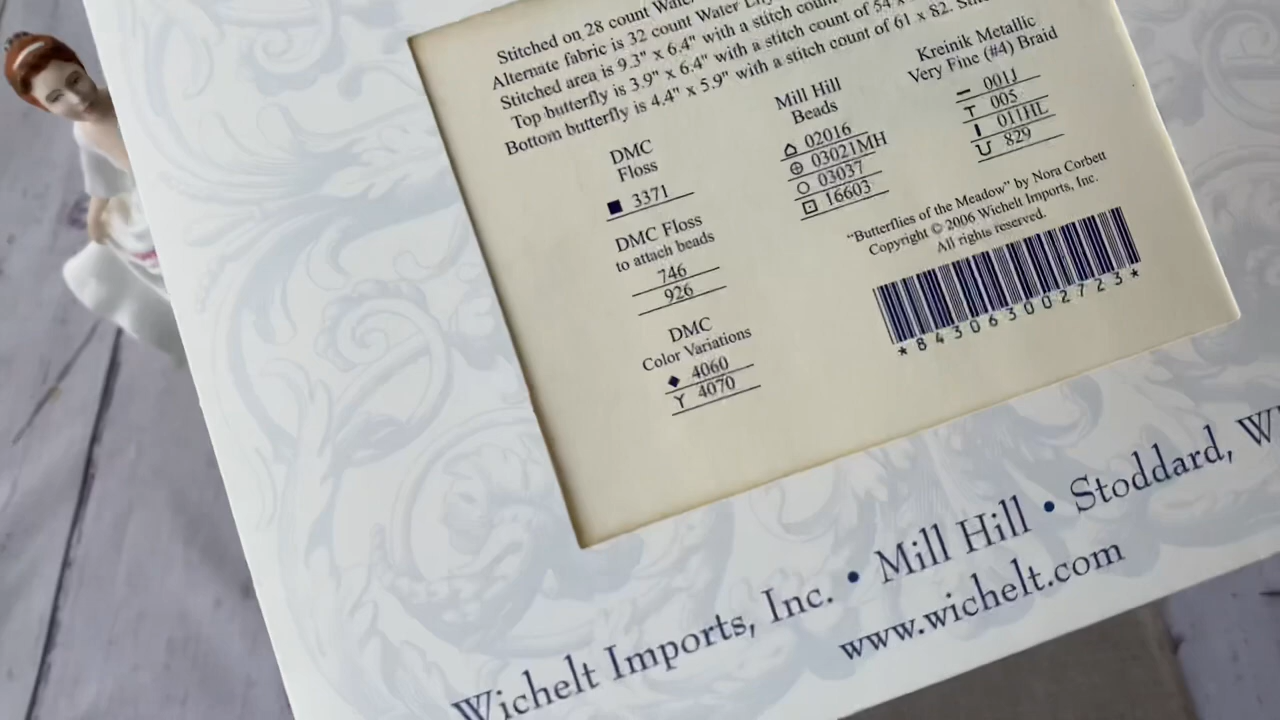 Stitched on 28 count
Alternate fabric is 32 count Water
Stitched area is 9.3" x 6.4" with a stitch count
Top butterfly is 3.9" x 6.4" with a stitch count of 54 x
Bottom butterfly is 4.4" x 5.9" with a stitch count of 61 x 82.
DMC
Floss
■ 3371
DMC Floss
to attach beads
746
926
DMC
Color Variations
◆ 4060
Y 4070
Mill Hill
Beads
⌂ 02016
⊕ 03021MH
○ 03037
⊡ 16603
Kreinik Metallic
Very Fine (#4) Braid
– 001J
T 005
I 011HL
U 829
"Butterflies of the Meadow" by Nora Corbett
Copyright © 2006 Wichelt Imports, Inc.
All rights reserved.
*84306300272 3*
Wichelt Imports, Inc. • Mill Hill • Stoddard, W
www.wichelt.com